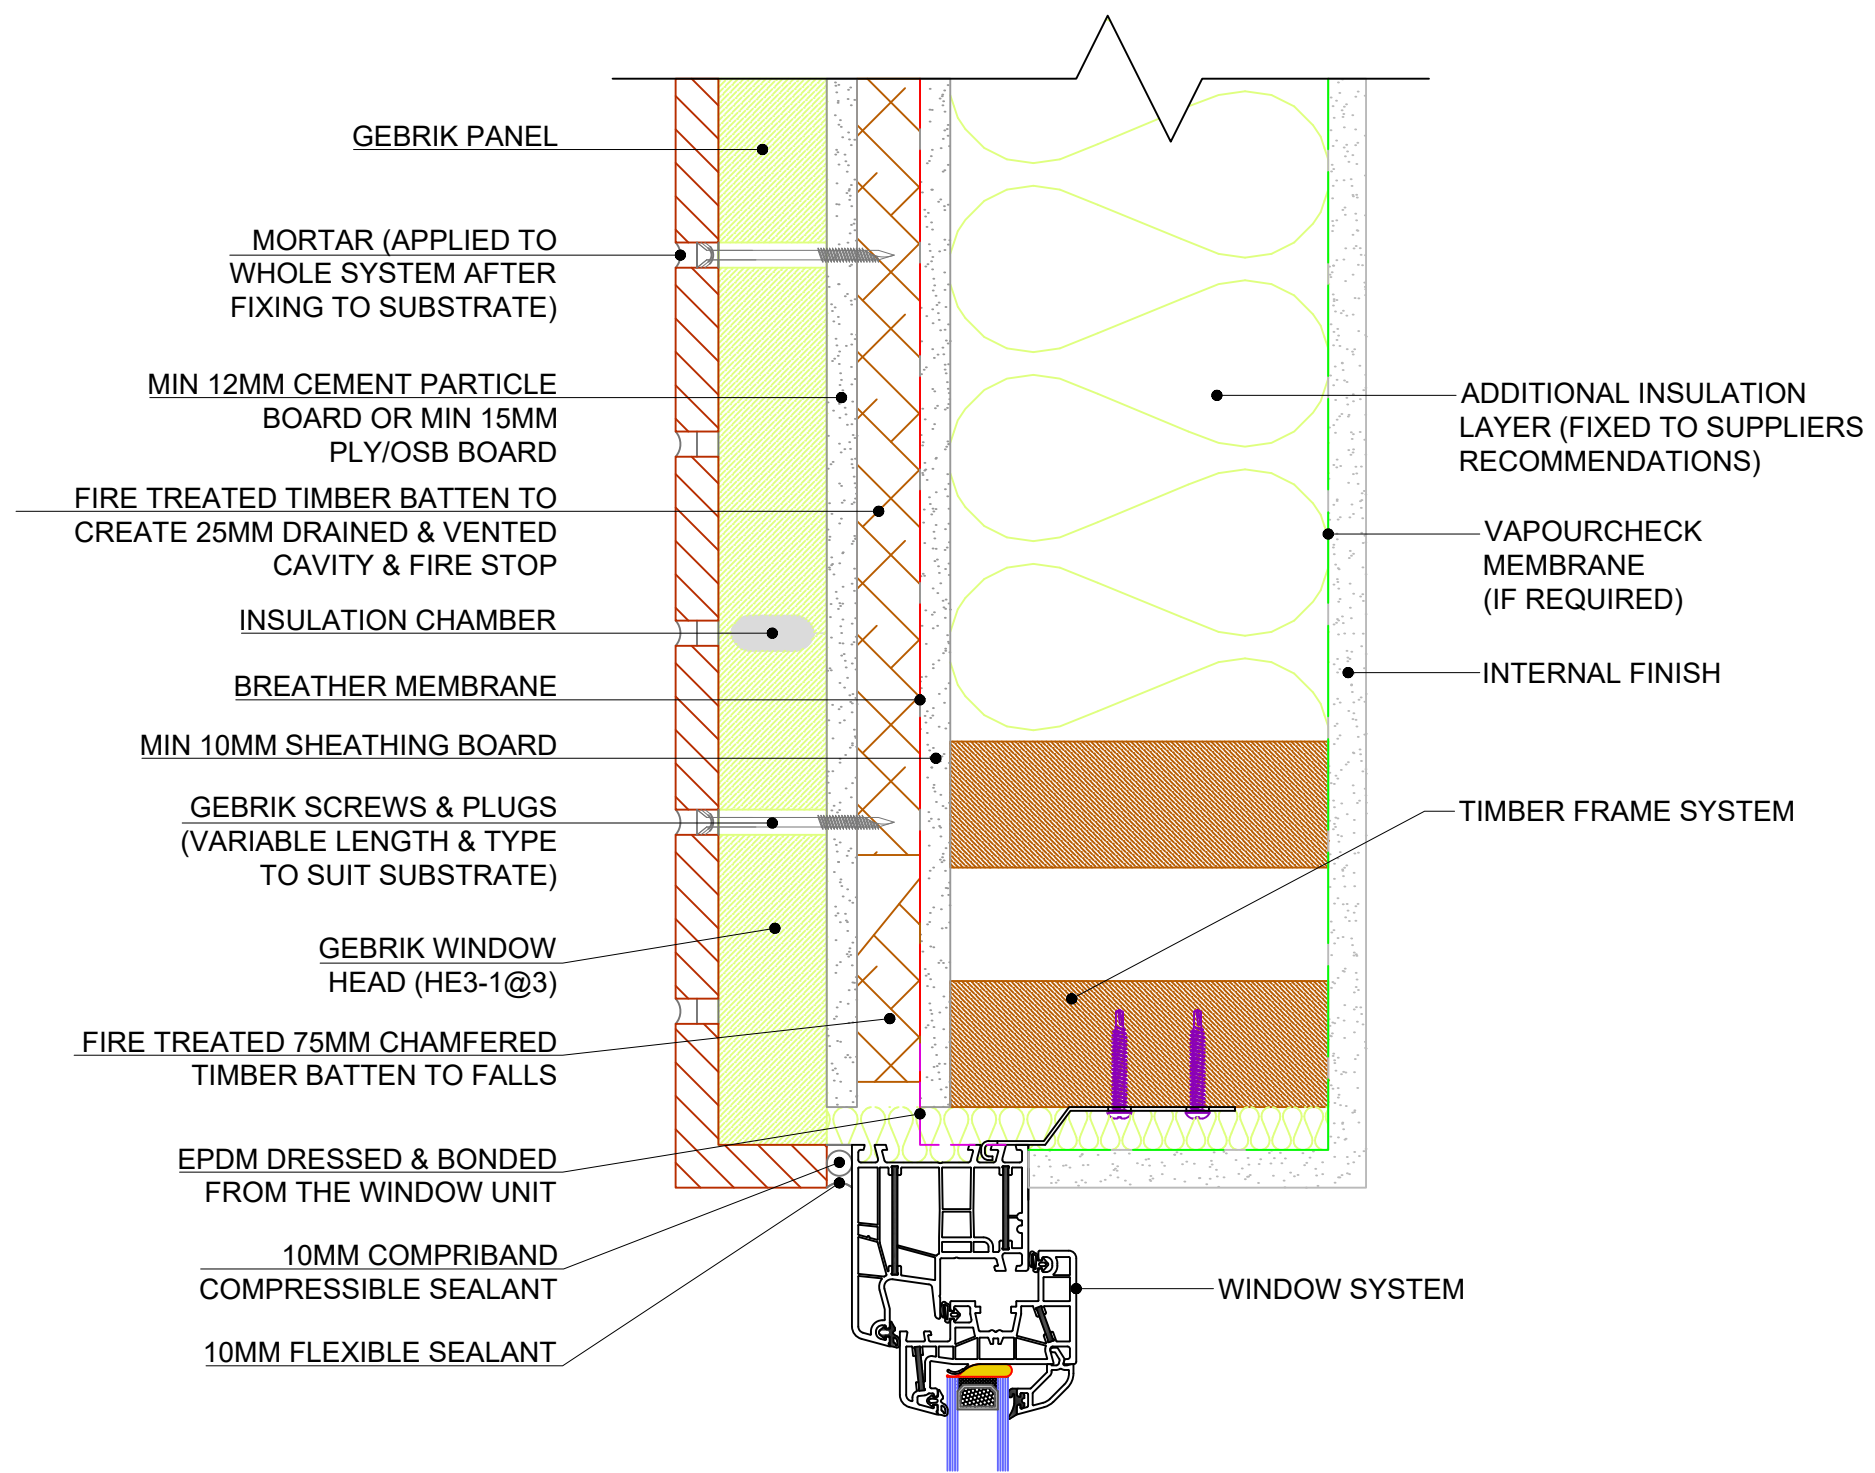 GEBRIK PANEL
MORTAR (APPLIED TO
WHOLE SYSTEM AFTER
FIXING TO SUBSTRATE)
MIN 12MM CEMENT PARTICLE
BOARD OR MIN 15MM
PLY/OSB BOARD
FIRE TREATED TIMBER BATTEN TO
CREATE 25MM DRAINED & VENTED
CAVITY & FIRE STOP
INSULATION CHAMBER
BREATHER MEMBRANE
MIN 10MM SHEATHING BOARD
GEBRIK SCREWS & PLUGS
(VARIABLE LENGTH & TYPE
TO SUIT SUBSTRATE)
GEBRIK WINDOW
HEAD (HE3-1@3)
FIRE TREATED 75MM CHAMFERED
TIMBER BATTEN TO FALLS
EPDM DRESSED & BONDED
FROM THE WINDOW UNIT
10MM COMPRIBAND
COMPRESSIBLE SEALANT
10MM FLEXIBLE SEALANT
ADDITIONAL INSULATION
LAYER (FIXED TO SUPPLIERS
RECOMMENDATIONS)
VAPOURCHECK
MEMBRANE
(IF REQUIRED)
INTERNAL FINISH
TIMBER FRAME SYSTEM
WINDOW SYSTEM